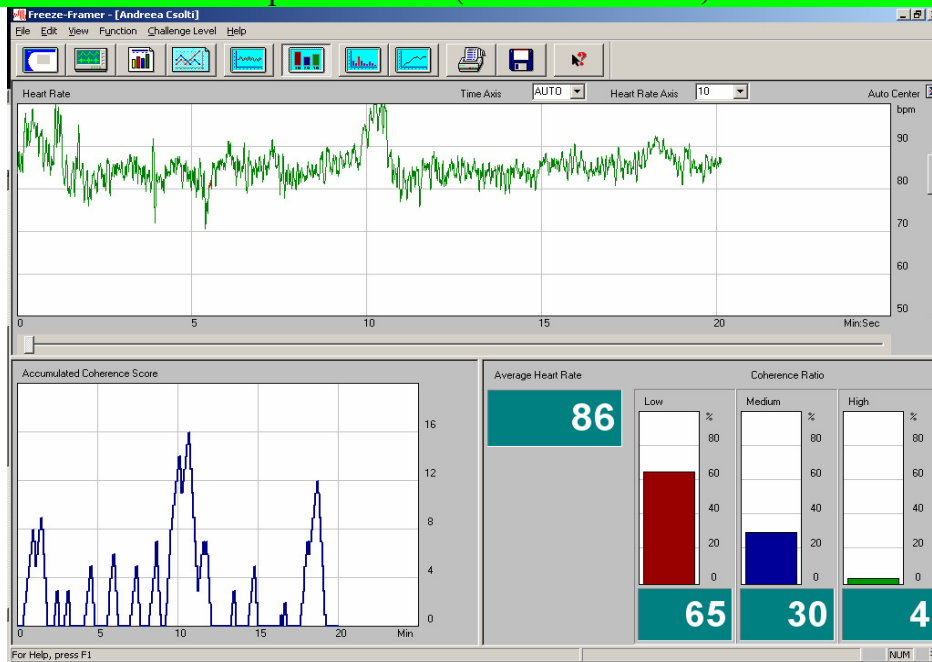 Freeze-Framer - [Andreea Csolti]
File Edit View Function Challenge Level Help
Heart Rate Time Axis AUTO Heart Rate Axis 10 Auto Center
bpm
90
80
70
60
50
0 5 10 15 20 Min:Sec
Accumulated Coherence Score
16
12
8
4
0
0 5 10 15 20 Min
Average Heart Rate Coherence Ratio
86
Low Medium High
% % %
80 80 80
60 60 60
40 40 40
20 20 20
0 0 0
65 30 4
For Help, press F1 NUM